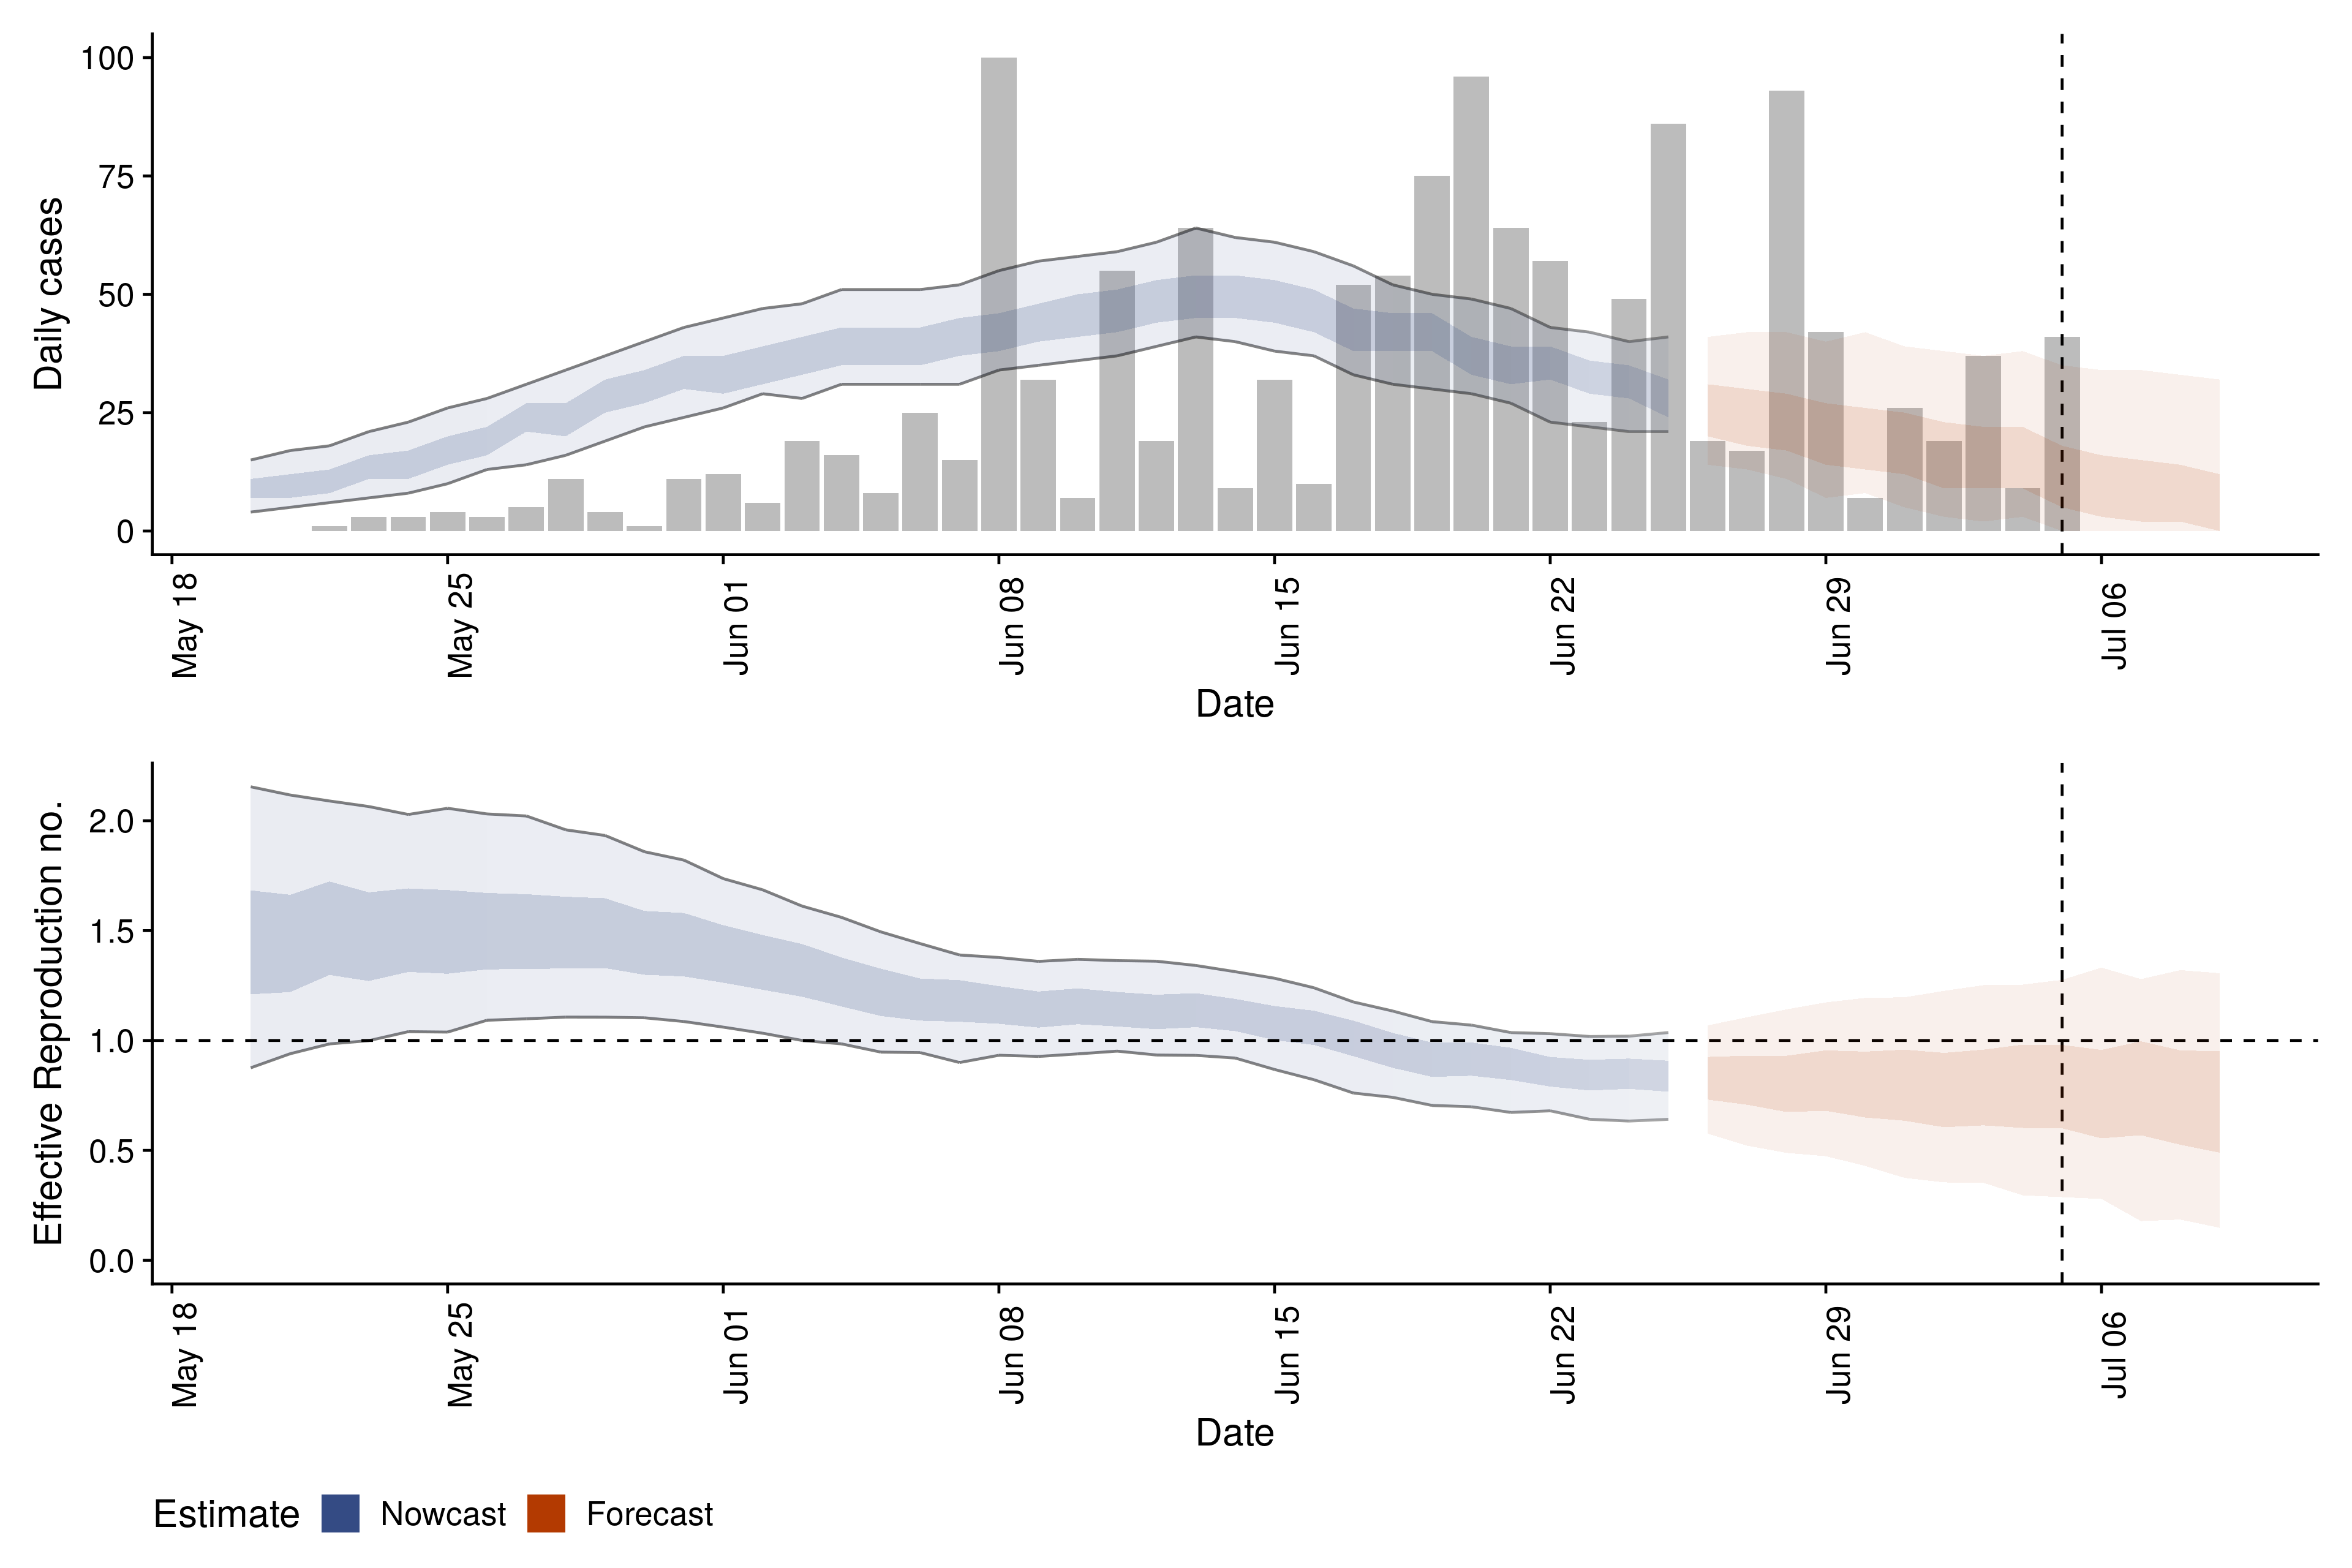 Daily cases
100
75
50
25
0
May 18
May 25
Jun 01
Jun 08
Jun 15
Jun 22
Jun 29
Jul 06
Date
Effective Reproduction no.
2.0
1.5
1.0
0.5
0.0
May 18
May 25
Jun 01
Jun 08
Jun 15
Jun 22
Jun 29
Jul 06
Date
Estimate Nowcast Forecast